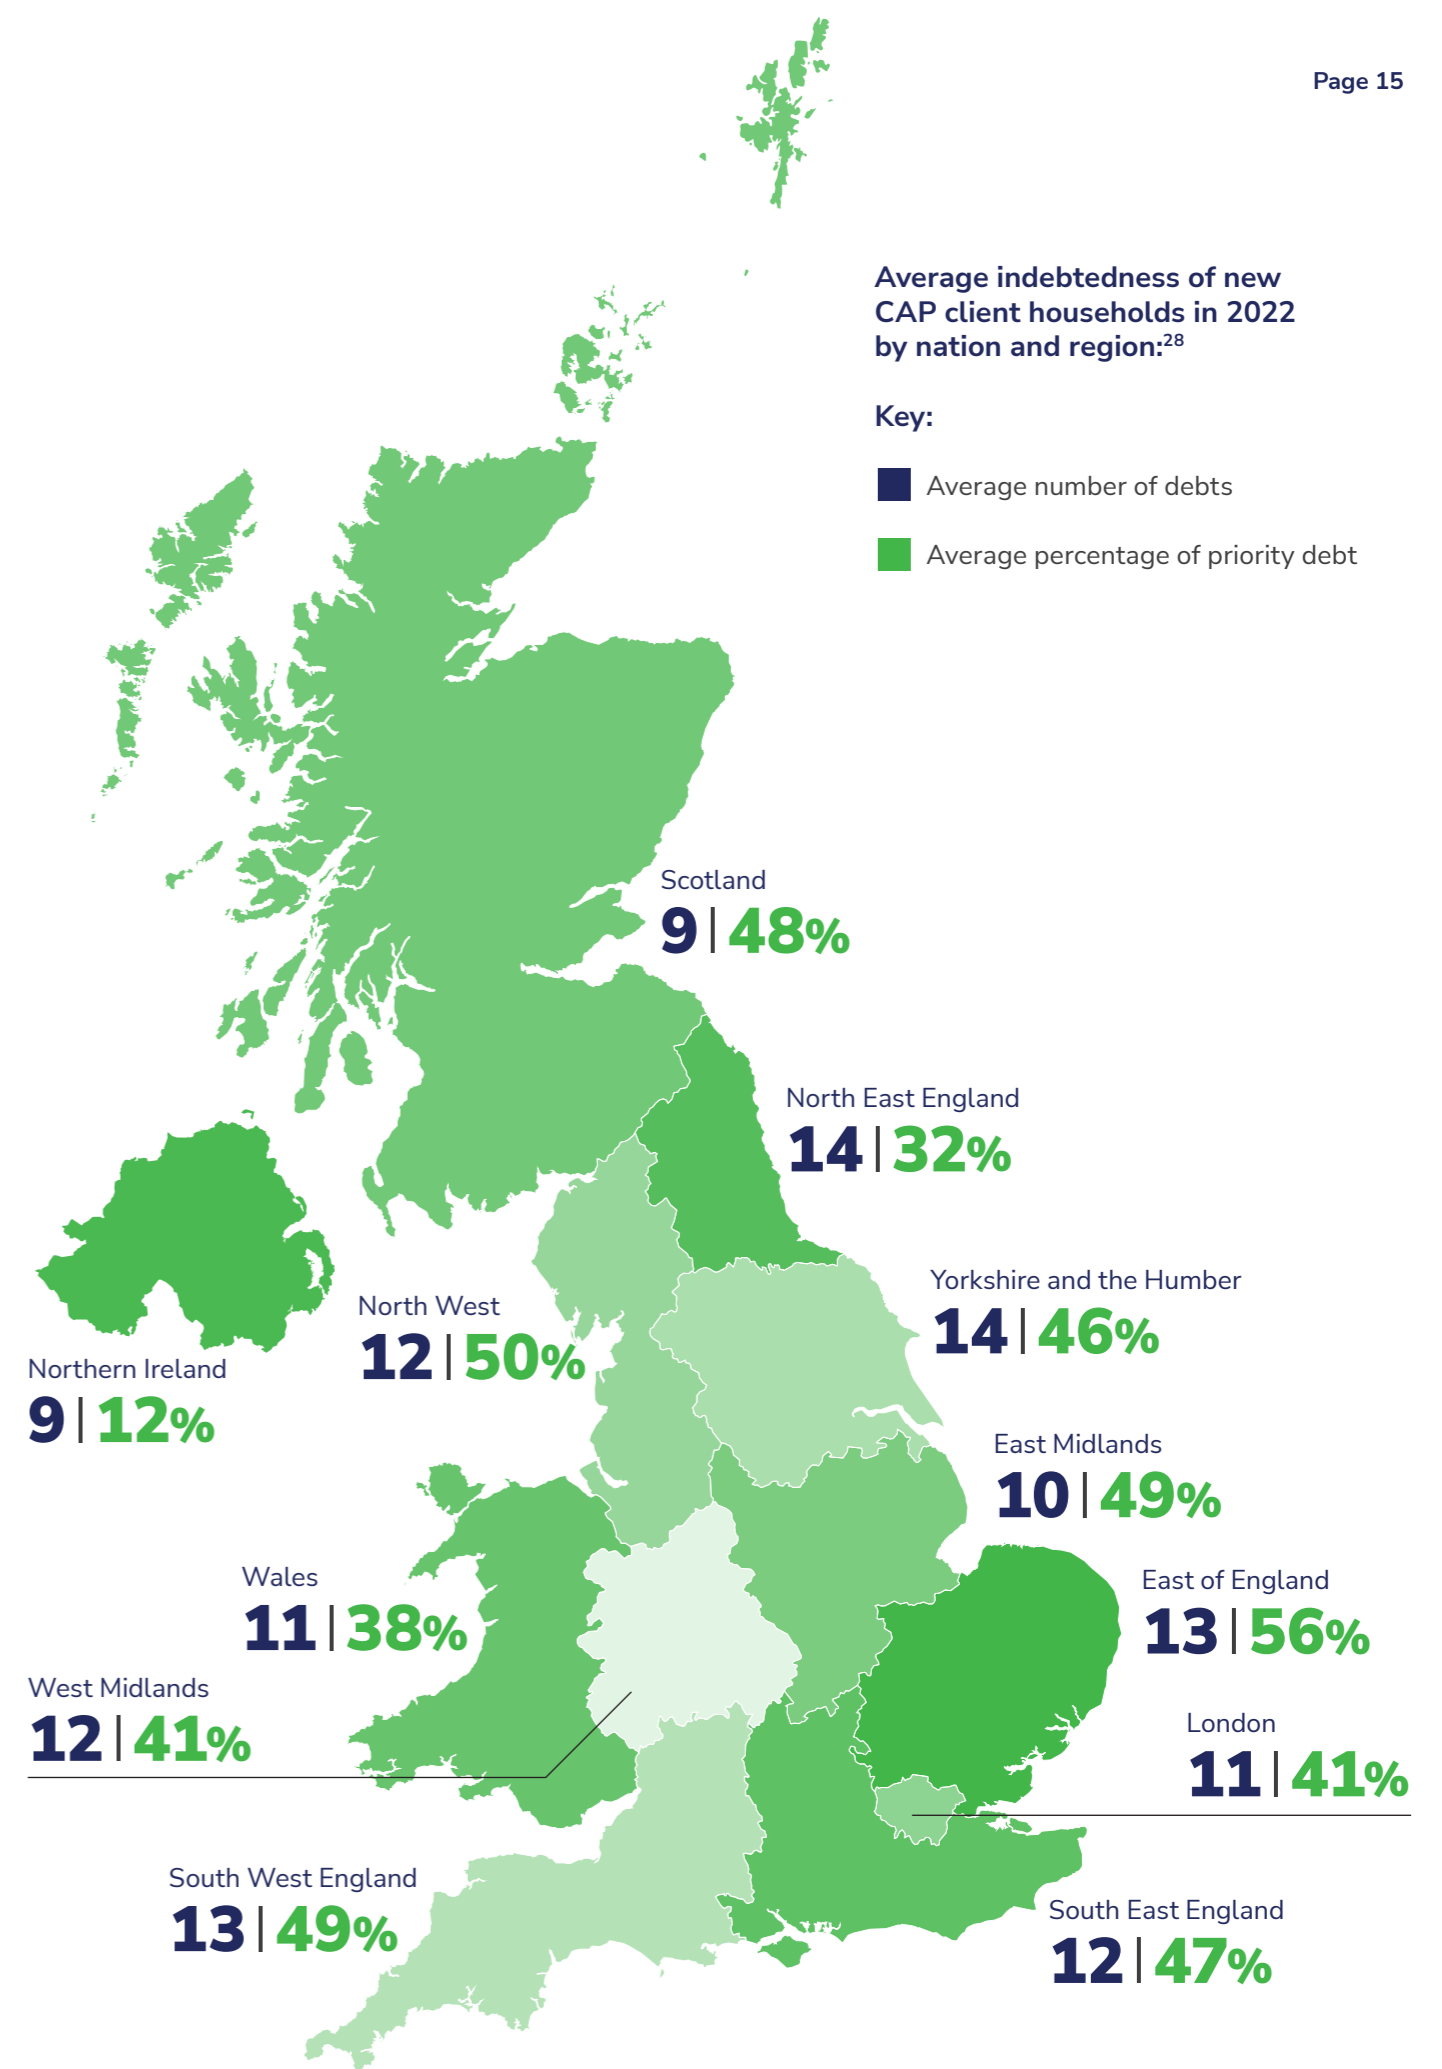 Page 15
Average indebtedness of new
CAP client households in 2022
by nation and region:28
Key:
Average number of debts
Average percentage of priority debt
Scotland
9 | 48%
North East England
14 | 32%
Yorkshire and the Humber
14 | 46%
North West
12 | 50%
Northern Ireland
9 | 12%
East Midlands
10 | 49%
Wales
11 | 38%
East of England
13 | 56%
West Midlands
12 | 41%
London
11 | 41%
South West England
13 | 49%
South East England
12 | 47%